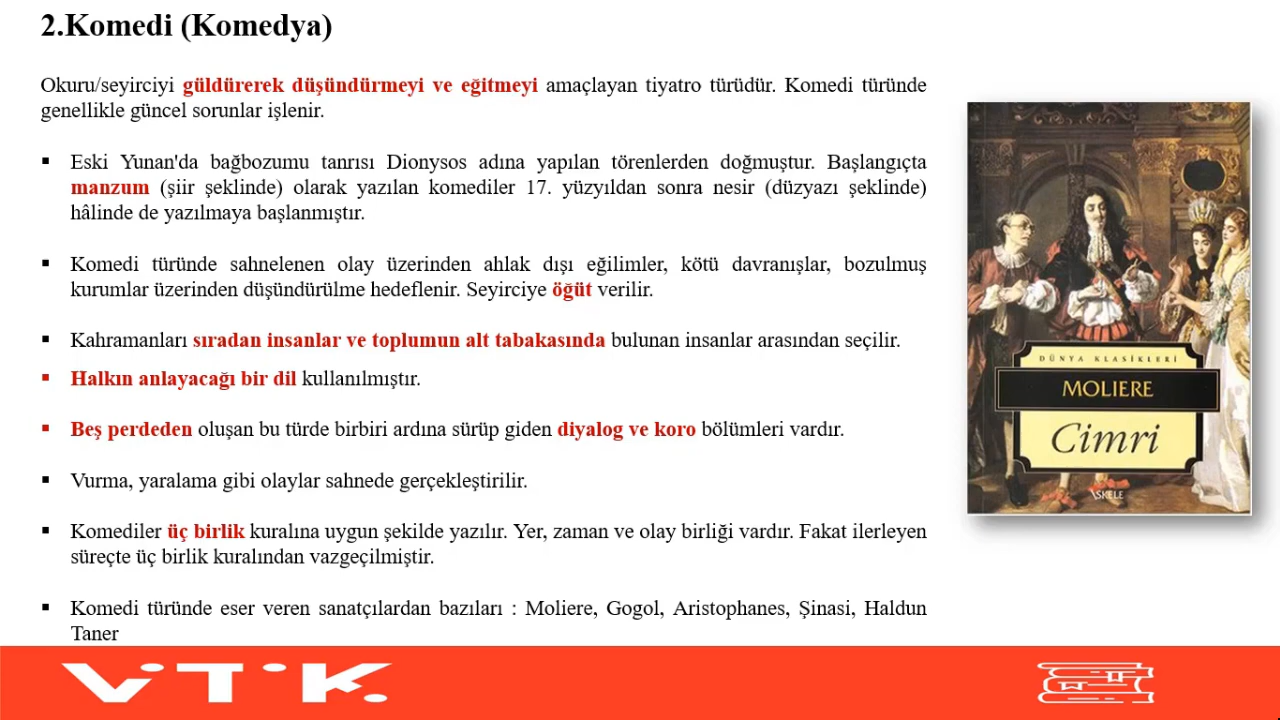 2.Komedi (Komedya)
Okuru/seyirciyi güldürerek düşündürmeyi ve eğitmeyi amaçlayan tiyatro türüdür. Komedi türünde
genellikle güncel sorunlar işlenir.
▪ Eski Yunan'da bağbozumu tanrısı Dionysos adına yapılan törenlerden doğmuştur. Başlangıçta
manzum (şiir şeklinde) olarak yazılan komediler 17. yüzyıldan sonra nesir (düzyazı şeklinde)
hâlinde de yazılmaya başlanmıştır.
▪ Komedi türünde sahnelenen olay üzerinden ahlak dışı eğilimler, kötü davranışlar, bozulmuş
kurumlar üzerinden düşündürülme hedeflenir. Seyirciye öğüt verilir.
▪ Kahramanları sıradan insanlar ve toplumun alt tabakasında bulunan insanlar arasından seçilir.
▪ Halkın anlayacağı bir dil kullanılmıştır.
▪ Beş perdeden oluşan bu türde birbiri ardına sürüp giden diyalog ve koro bölümleri vardır.
▪ Vurma, yaralama gibi olaylar sahnede gerçekleştirilir.
▪ Komediler üç birlik kuralına uygun şekilde yazılır. Yer, zaman ve olay birliği vardır. Fakat ilerleyen
süreçte üç birlik kuralından vazgeçilmiştir.
▪ Komedi türünde eser veren sanatçılardan bazıları : Moliere, Gogol, Aristophanes, Şinasi, Haldun
Taner
DÜNYA KLASİKLERİ
MOLIERE
Cimri
İSKELE
VİTİK